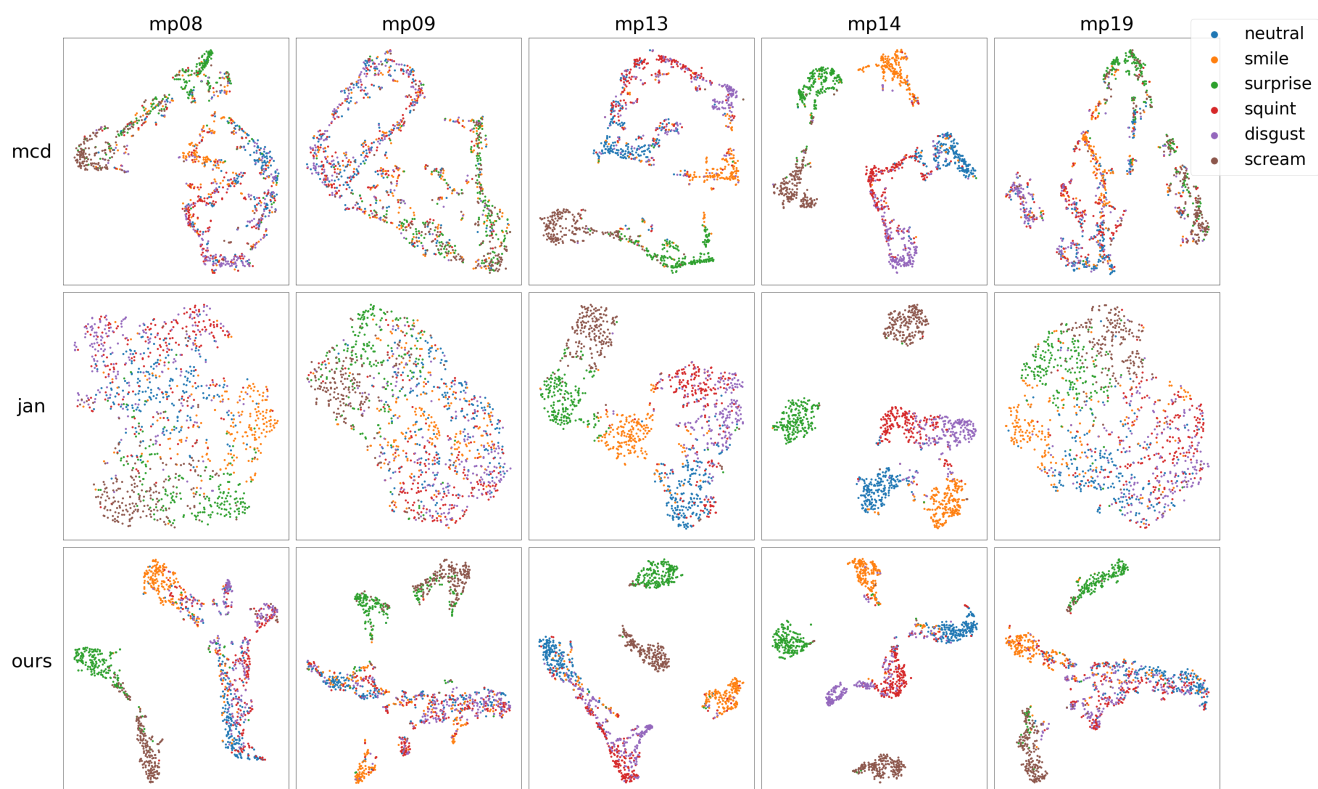 mp08 mp09 mp13 mp14 mp19
neutral
smile
surprise
squint
disgust
scream
mcd
jan
ours